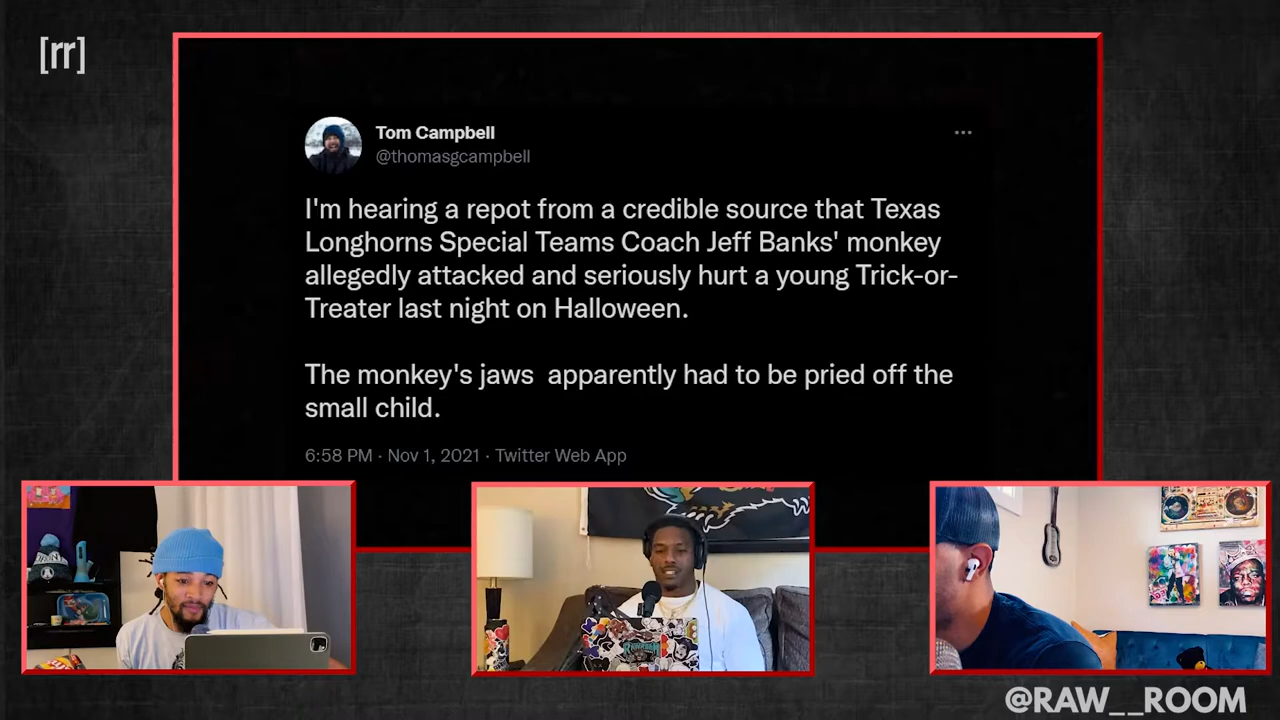 [rr]
Tom Campbell
@thomasgcampbell
I'm hearing a repot from a credible source that Texas
Longhorns Special Teams Coach Jeff Banks' monkey
allegedly attacked and seriously hurt a young Trick-or-
Treater last night on Halloween.
The monkey's jaws apparently had to be pried off the
small child.
6:58 PM · Nov 1, 2021 · Twitter Web App
@RAW__ROOM